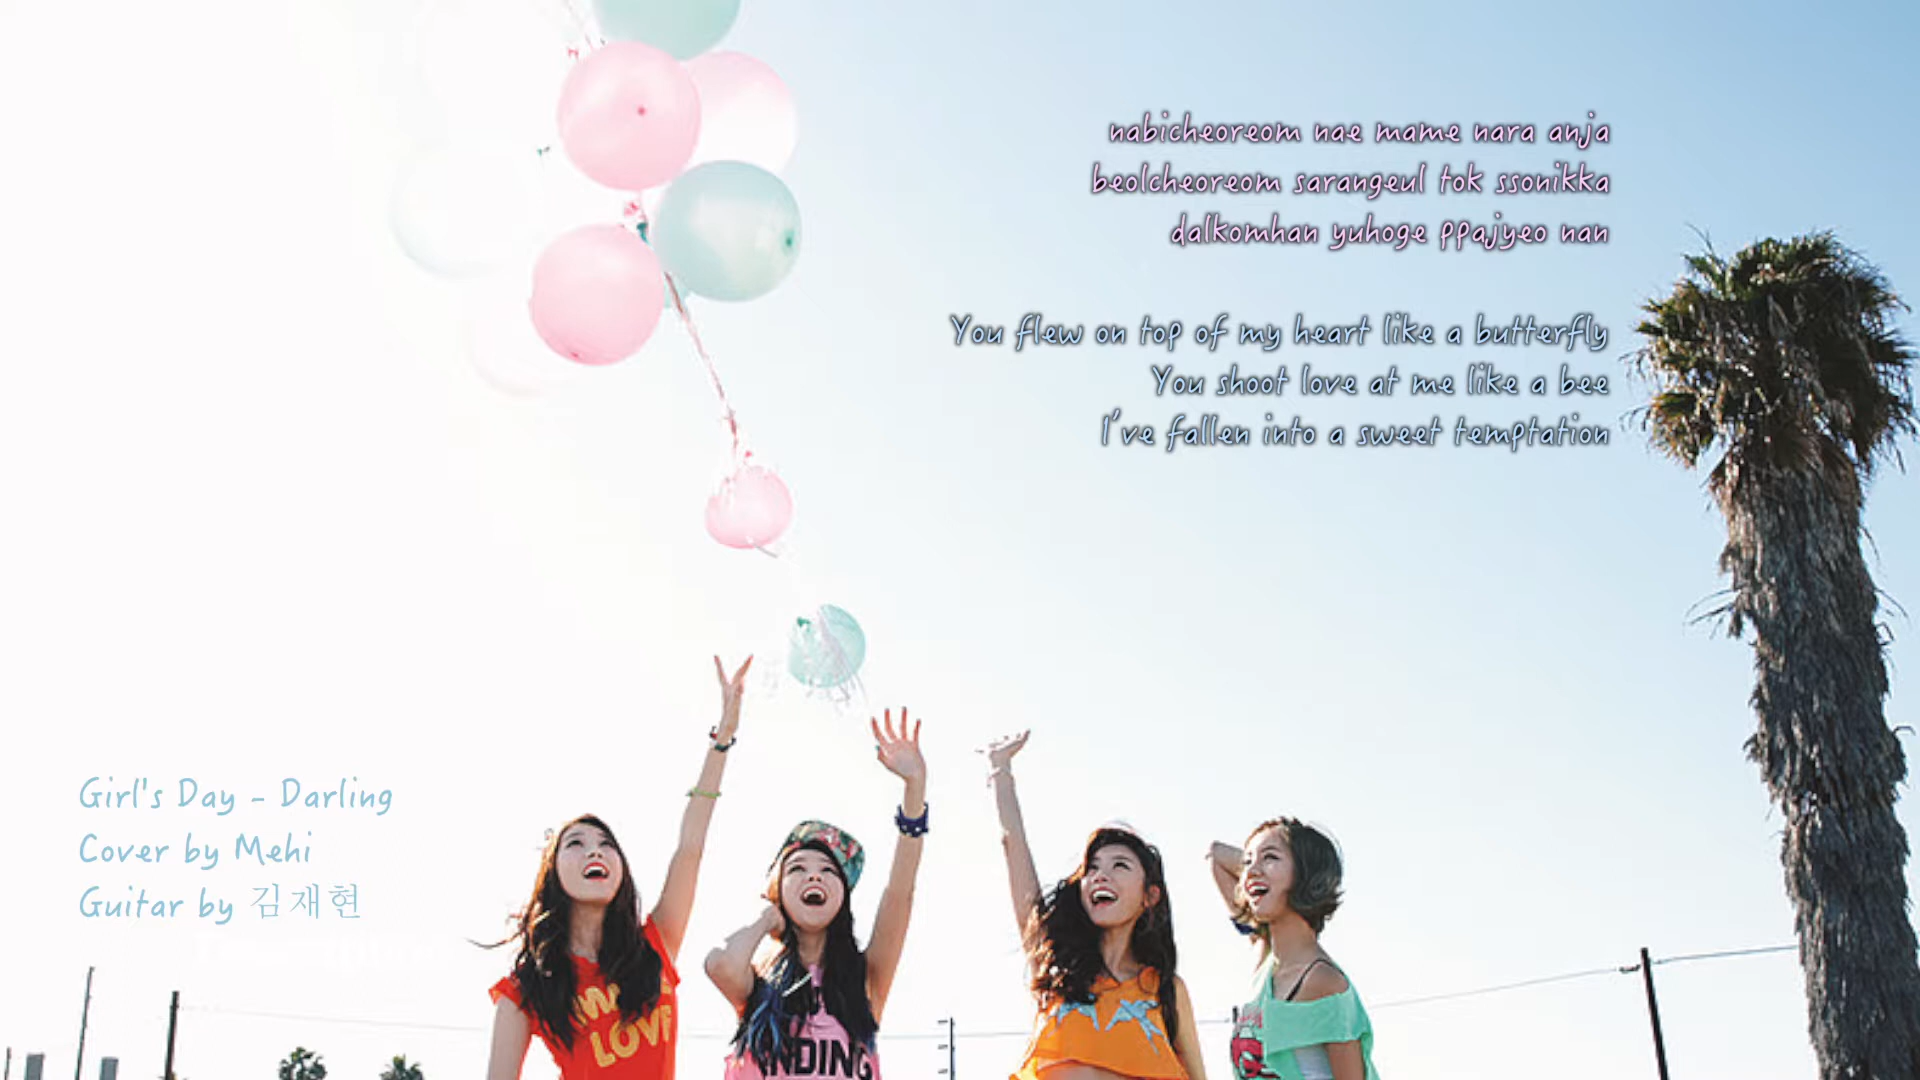 nabicheoreom nae mame nara anja
beolcheoreom sarangeul tok ssonikka
dalkomhan yuhoge ppajyeo nan
You flew on top of my heart like a butterfly
You shoot love at me like a bee
I've fallen into a sweet temptation
Girl's Day - Darling
Cover by Mehi
Guitar by 김재현
LOVE